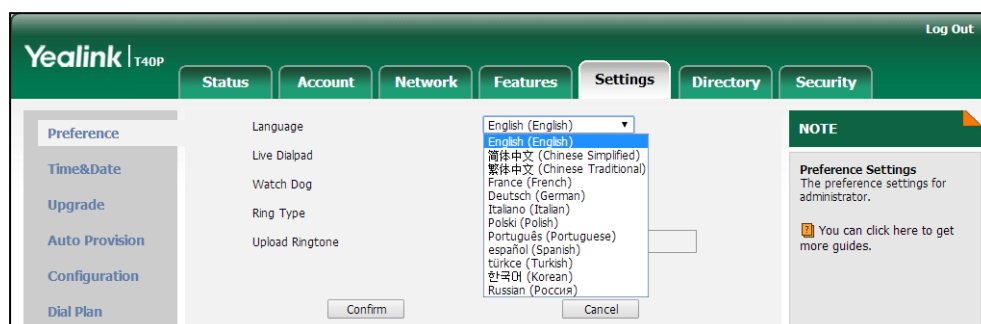 Log Out
Yealink | T40P
Status Account Network Features Settings Directory Security
Preference
Time&Date
Upgrade
Auto Provision
Configuration
Dial Plan
Language
Live Dialpad
Watch Dog
Ring Type
Upload Ringtone
English (English)
English (English)
简体中文 (Chinese Simplified)
繁体中文 (Chinese Traditional)
France (French)
Deutsch (German)
Italiano (Italian)
Polski (Polish)
Português (Portuguese)
español (Spanish)
türkce (Turkish)
한국어 (Korean)
Russian (Россия)
Confirm Cancel
NOTE
Preference Settings
The preference settings for
administrator.
You can click here to get
more guides.